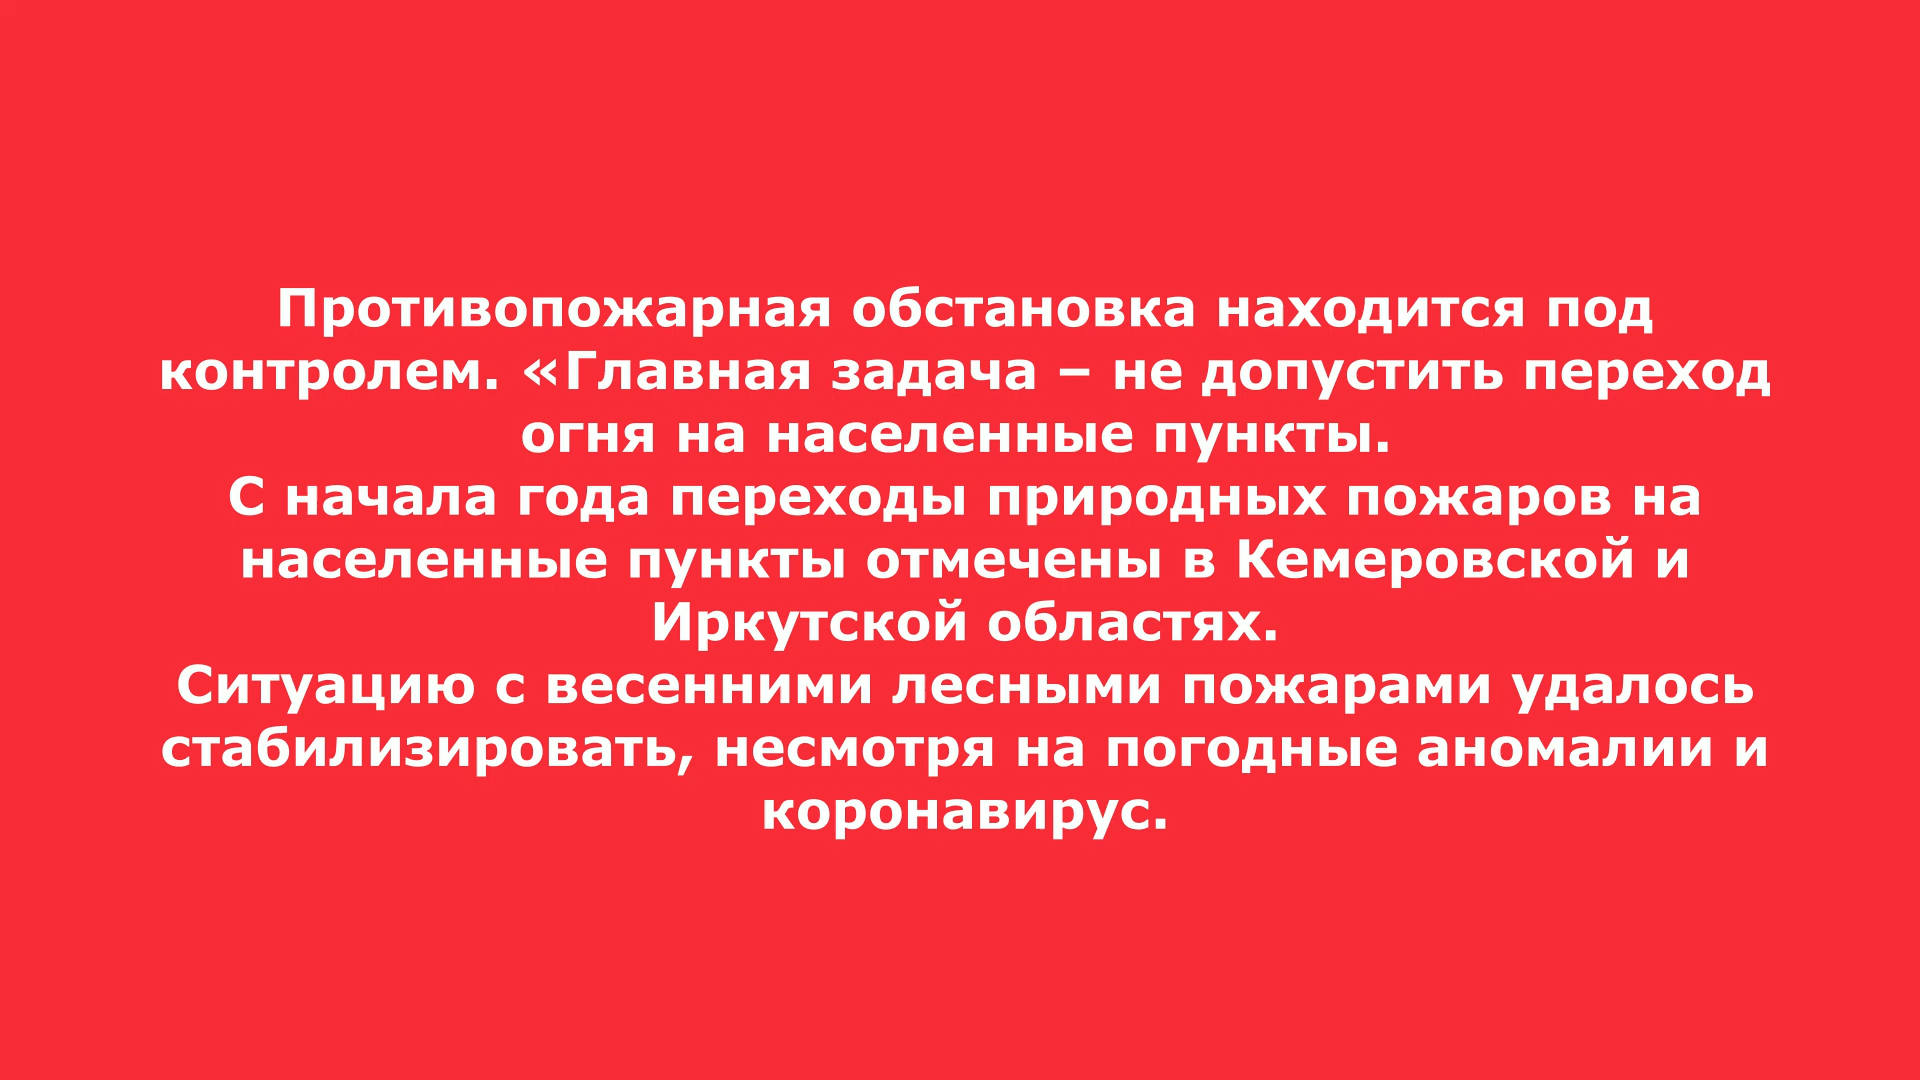 Противопожарная обстановка находится под
контролем. «Главная задача – не допустить переход
огня на населенные пункты.
С начала года переходы природных пожаров на
населенные пункты отмечены в Кемеровской и
Иркутской областях.
Ситуацию с весенними лесными пожарами удалось
стабилизировать, несмотря на погодные аномалии и
коронавирус.